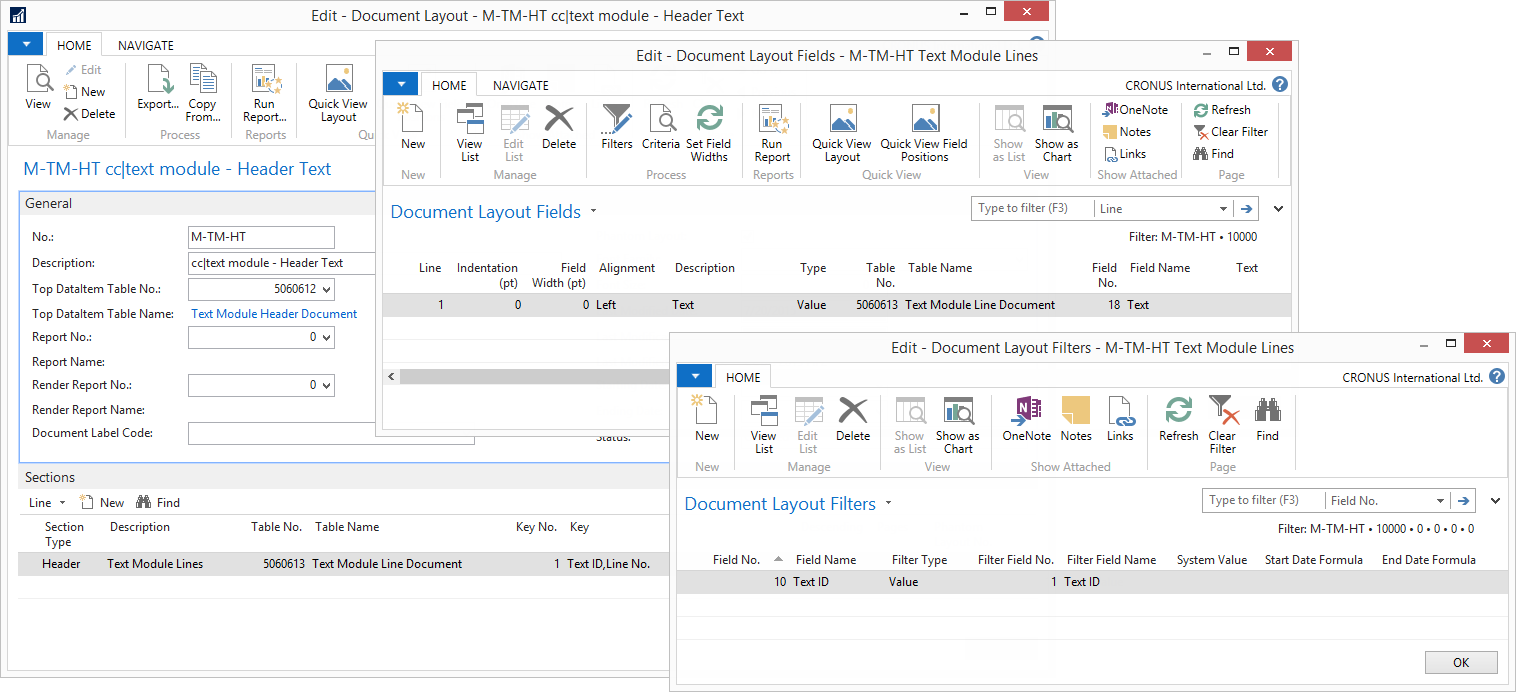 Edit - Document Layout - M-TM-HT cc|text module - Header Text
HOME NAVIGATE
View
Edit
New
Delete
Manage
Export...
Copy From...
Process
Run Report...
Reports
Quick View Layout
Qu
M-TM-HT cc|text module - Header Text
General
No.: M-TM-HT
Description: cc|text module - Header Text
Top DataItem Table No.: 5060612
Top DataItem Table Name: Text Module Header Document
Report No.: 0
Report Name:
Render Report No.: 0
Render Report Name:
Document Label Code:
Status:
Sections
Line New Find
Section Type Description Table No. Table Name Key No. Key
Header Text Module Lines 5060613 Text Module Line Document 1 Text ID,Line No.
Edit - Document Layout Fields - M-TM-HT Text Module Lines
HOME NAVIGATE CRONUS International Ltd. ?
New
New
View List
Edit List
Delete
Manage
Filters
Criteria
Set Field Widths
Process
Run Report
Reports
Quick View Layout
Quick View Field Positions
Quick View
Show as List
Show as Chart
View
OneNote
Notes
Links
Show Attached
Refresh
Clear Filter
Find
Page
Document Layout Fields
Type to filter (F3) Line
Filter: M-TM-HT • 10000
Line Indentation (pt) Field Width (pt) Alignment Description Type Table No. Table Name Field No. Field Name Text
1 0 0 Left Text Value 5060613 Text Module Line Document 18 Text
Edit - Document Layout Filters - M-TM-HT Text Module Lines
HOME CRONUS International Ltd. ?
New
New
View List
Edit List
Delete
Manage
Show as List
Show as Chart
View
OneNote
Notes
Links
Show Attached
Refresh
Clear Filter
Find
Page
Document Layout Filters
Type to filter (F3) Field No.
Filter: M-TM-HT • 10000 • 0 • 0 • 0 • 0
Field No. Field Name Filter Type Filter Field No. Filter Field Name System Value Start Date Formula End Date Formula
10 Text ID Value 1 Text ID
OK